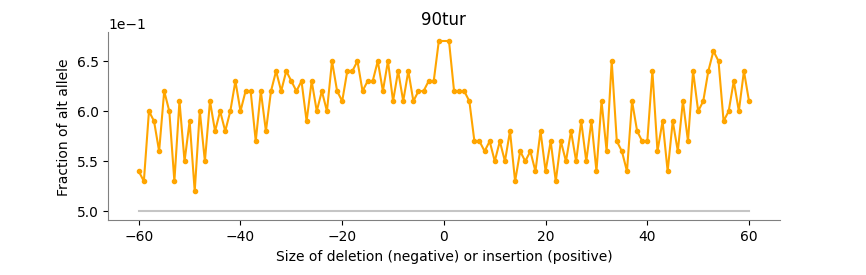 90tur
1e−1
6.5
6.0
5.5
5.0
Fraction of alt allele
−60 −40 −20 0 20 40 60
Size of deletion (negative) or insertion (positive)